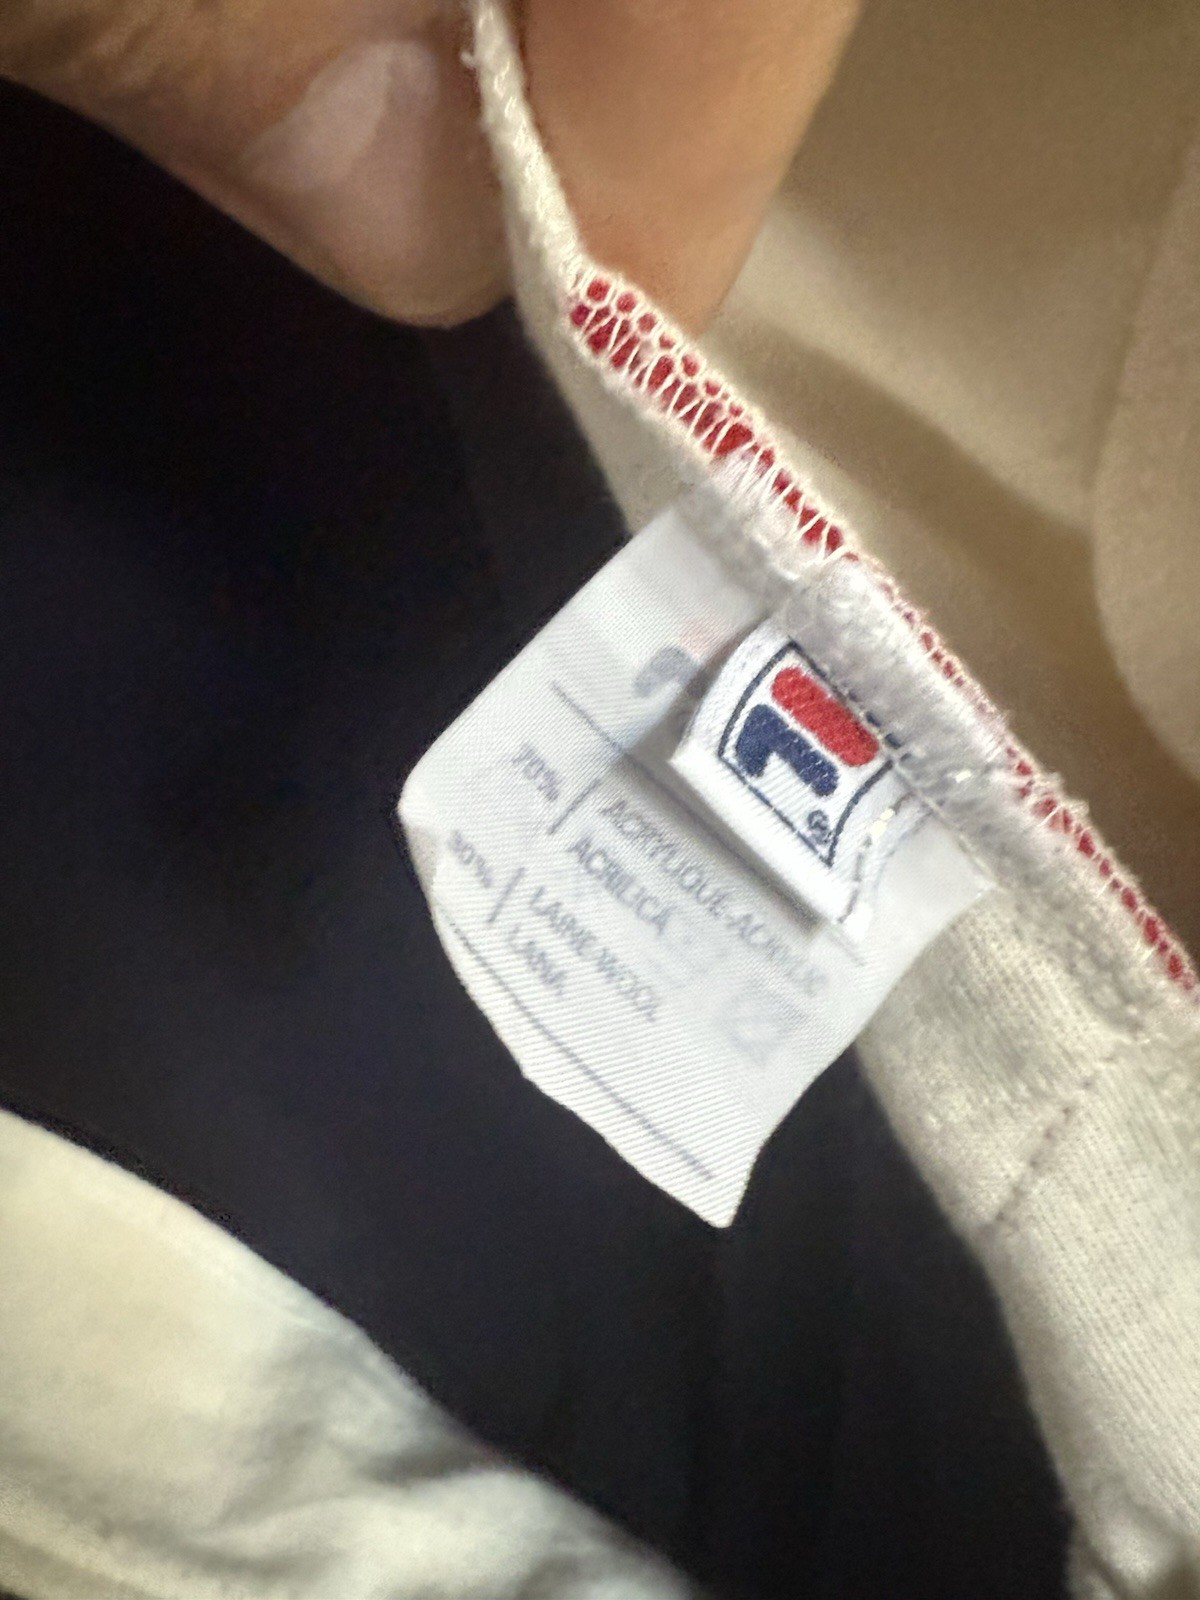 70% ACRYLIQUE-ACRYLIC
ACRILICA
30% LAINE-WOOL
LANA